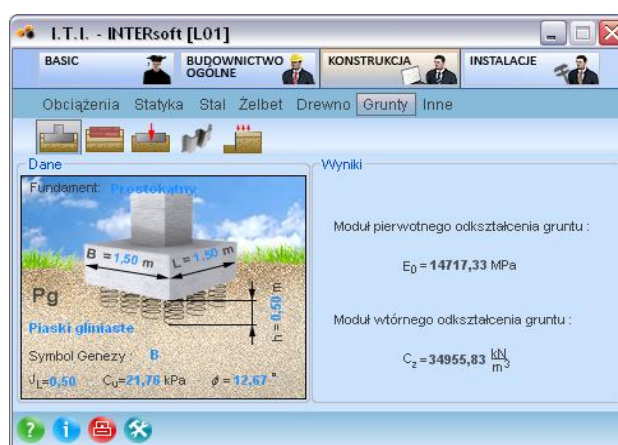 I.T.I. - INTERsoft [L01]
BASIC
BUDOWNICTWO
OGÓLNE
KONSTRUKCJA
INSTALACJE
Obciążenia Statyka Stal Żelbet Drewno Grunty Inne
Dane
Fundament: Prostokątny
B = 1,50 m
L = 1,50 m
h = 0,50 m
Pg
Piaski gliniaste
Symbol Genezy : B
JL=0,50 Cu=21,76 kPa ϕ = 12,67 °
Wyniki
Moduł pierwotnego odkształcenia gruntu :
E0 = 14717,33 MPa
Moduł wtórnego odkształcenia gruntu :
Cz = 34955,83 kN/m3